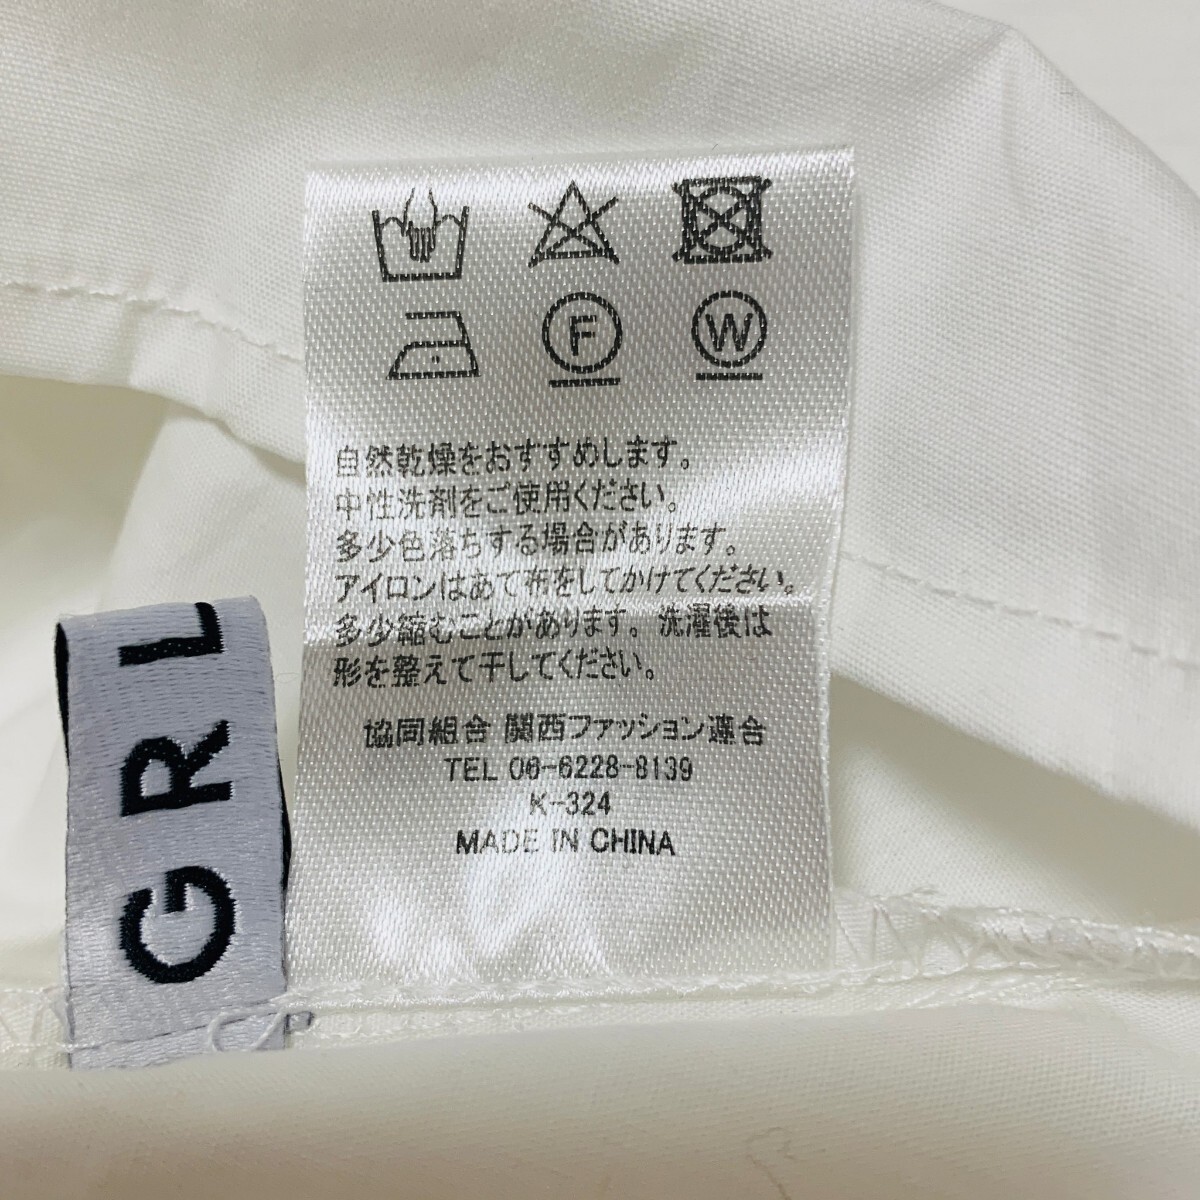 F
W
自然乾燥をおすすめします。
中性洗剤をご使用ください。
多少色落ちする場合があります。
アイロンはあて布をしてかけてください。
多少縮むことがあります。洗濯後は
形を整えて干してください。
協同組合 関西ファッション連合
TEL 06-6228-8139
K-324
MADE IN CHINA
GRL